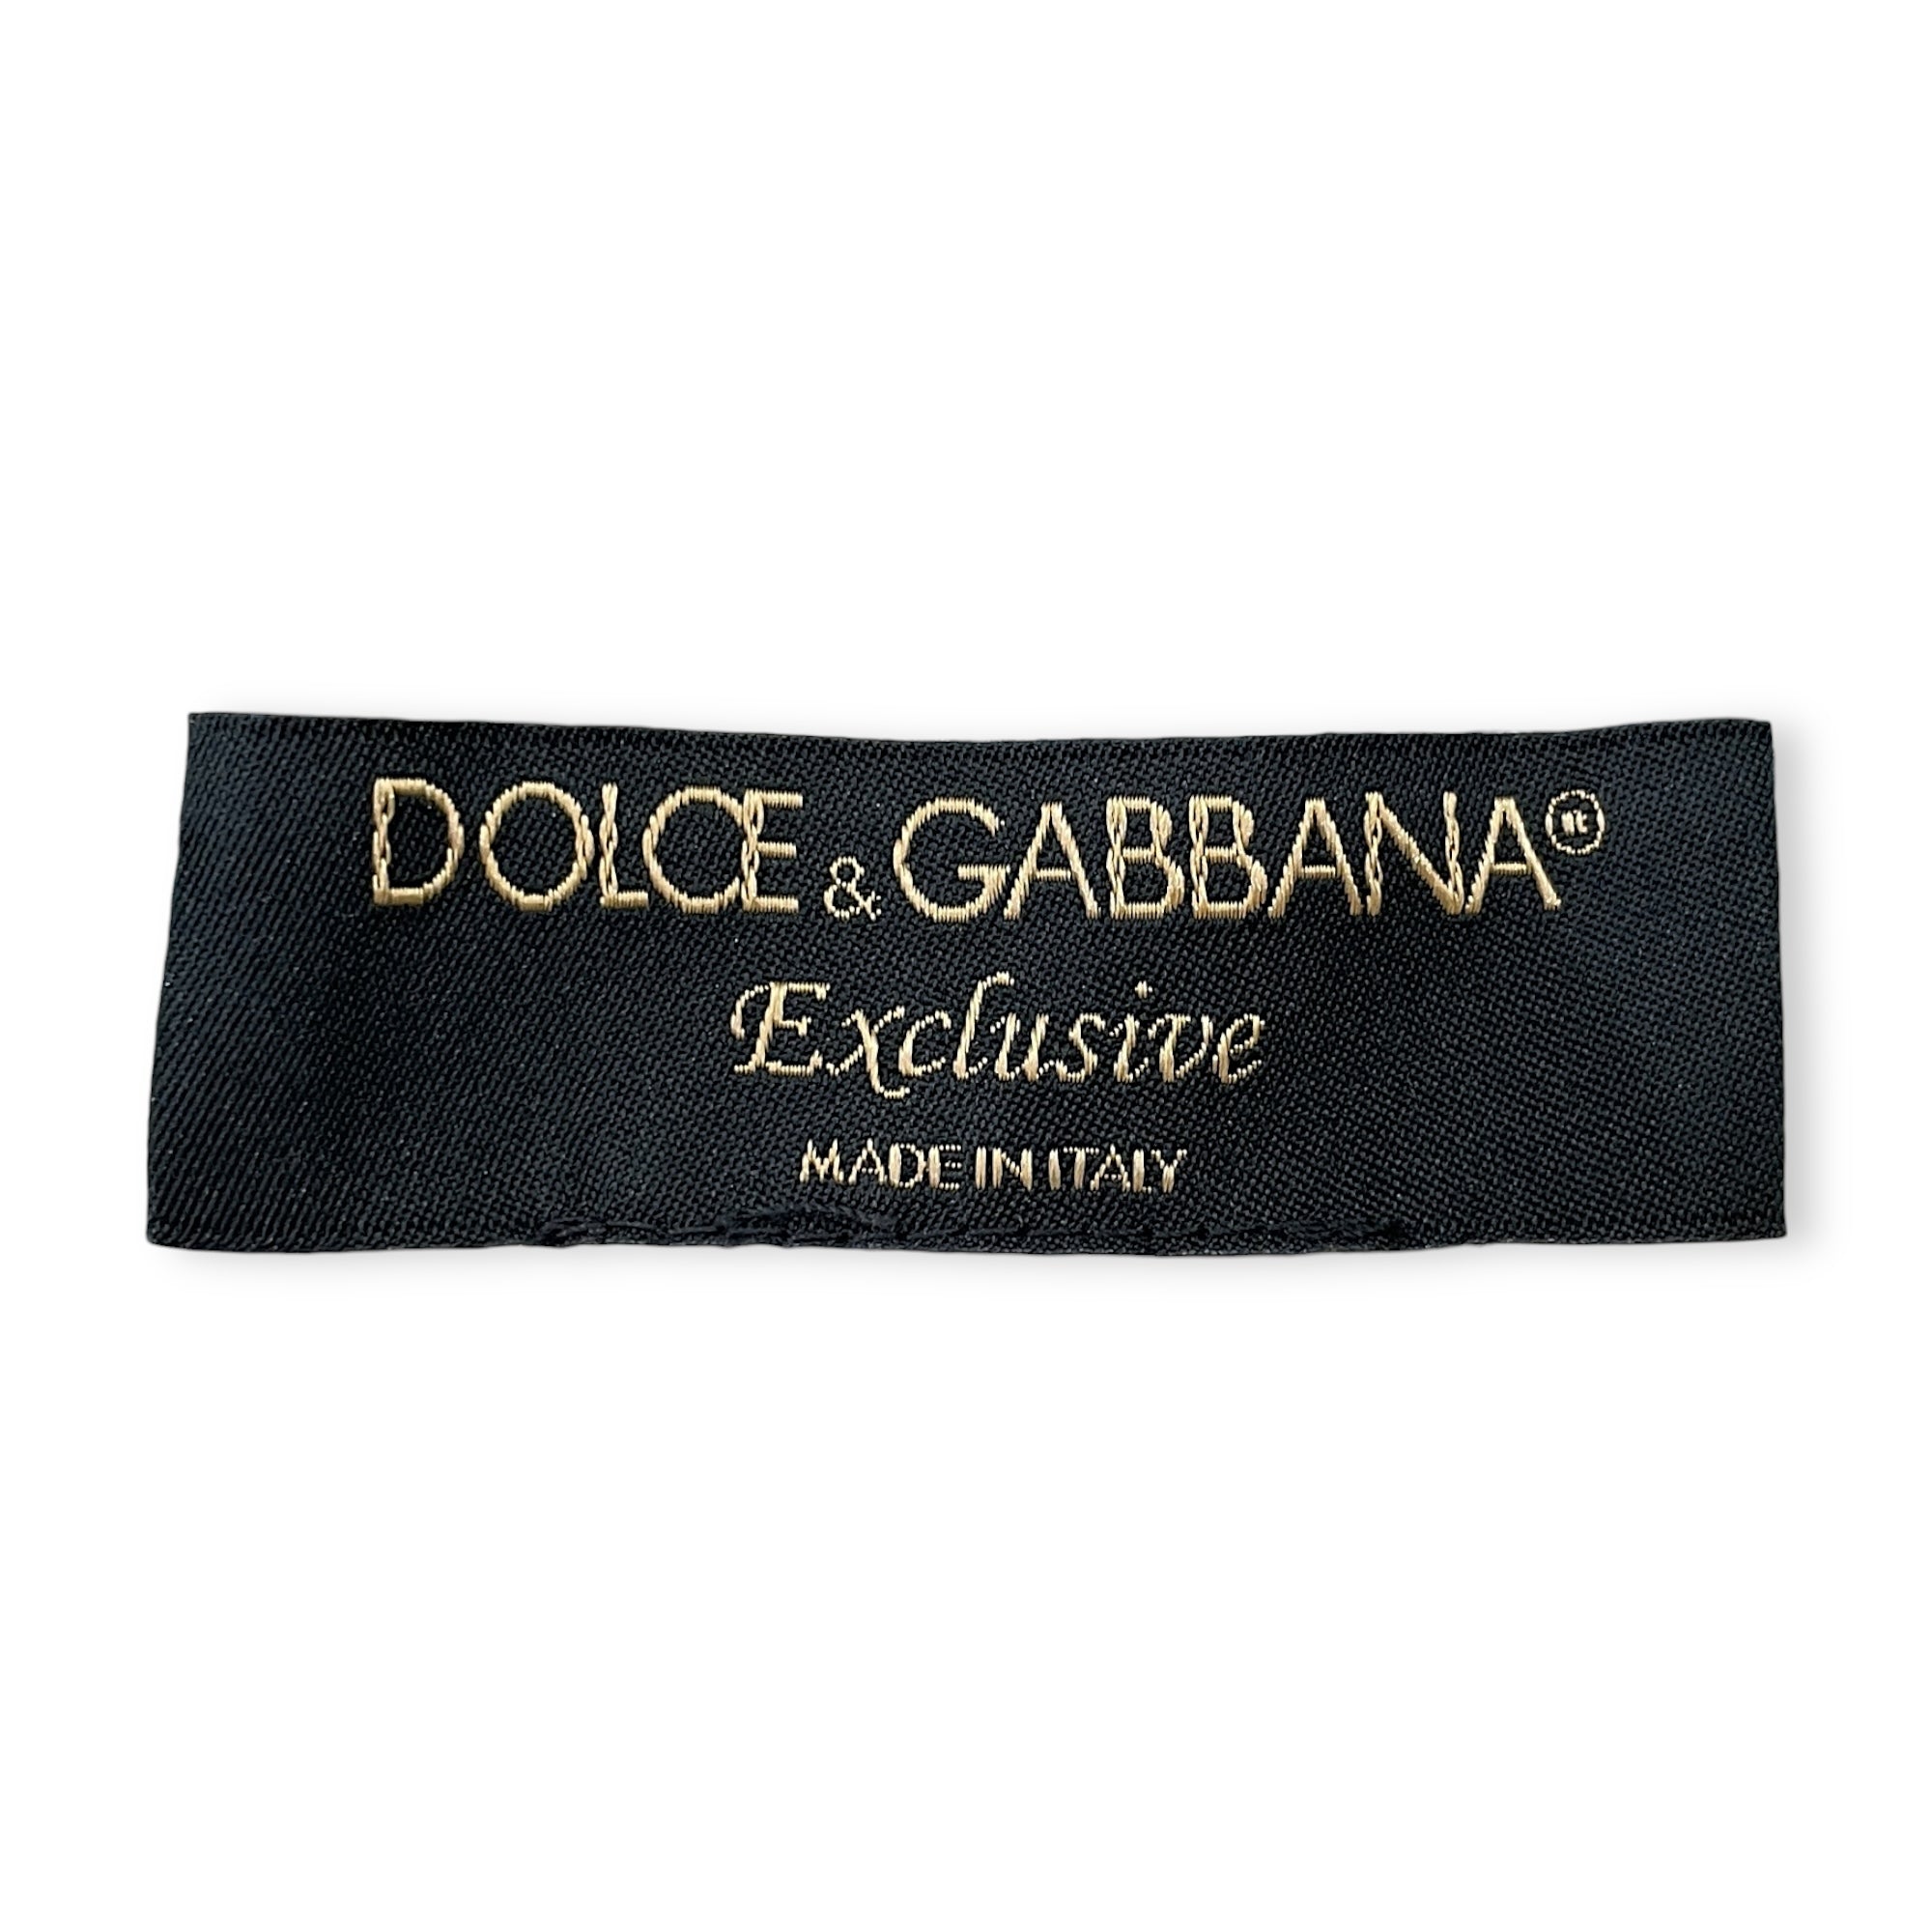 DOLCE & GABBANA®
Exclusive
MADE IN ITALY